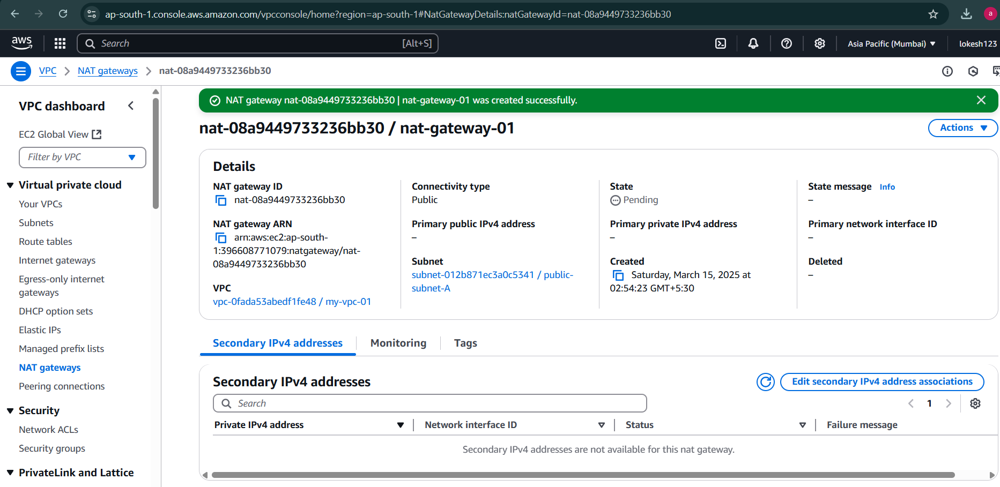 ap-south-1.console.aws.amazon.com/vpcconsole/home?region=ap-south-1#NatGatewayDetails:natGatewayId=nat-08a9449733236bb30
a
aws
Search
[Alt+S]
Asia Pacific (Mumbai)
lokesh123
VPC
NAT gateways
nat-08a9449733236bb30
VPC dashboard
EC2 Global View
Filter by VPC
Virtual private cloud
Your VPCs
Subnets
Route tables
Internet gateways
Egress-only internet
gateways
DHCP option sets
Elastic IPs
Managed prefix lists
NAT gateways
Peering connections
Security
Network ACLs
Security groups
PrivateLink and Lattice
NAT gateway nat-08a9449733236bb30 | nat-gateway-01 was created successfully.
nat-08a9449733236bb30 / nat-gateway-01
Actions
Details
NAT gateway ID
nat-08a9449733236bb30
NAT gateway ARN
arn:aws:ec2:ap-south-
1:396608771079:natgateway/nat-
08a9449733236bb30
VPC
vpc-0fada53abedf1fe48 / my-vpc-01
Connectivity type
Public
Primary public IPv4 address
–
Subnet
subnet-012b871ec3a0c5341 / public-
subnet-A
State
Pending
Primary private IPv4 address
–
Created
Saturday, March 15, 2025 at
02:54:23 GMT+5:30
State message Info
–
Primary network interface ID
–
Deleted
–
Secondary IPv4 addresses
Monitoring
Tags
Secondary IPv4 addresses
Edit secondary IPv4 address associations
Search
1
Private IPv4 address
Network interface ID
Status
Failure message
Secondary IPv4 addresses are not available for this nat gateway.